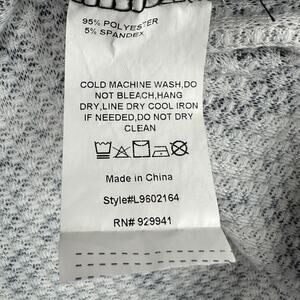 95% POLYESTER
5% SPANDEX
COLD MACHINE WASH,DO
NOT BLEACH,HANG
DRY,LINE DRY COOL IRON
IF NEEDED,DO NOT DRY
CLEAN
Made in China
Style#L9602164
RN# 929941